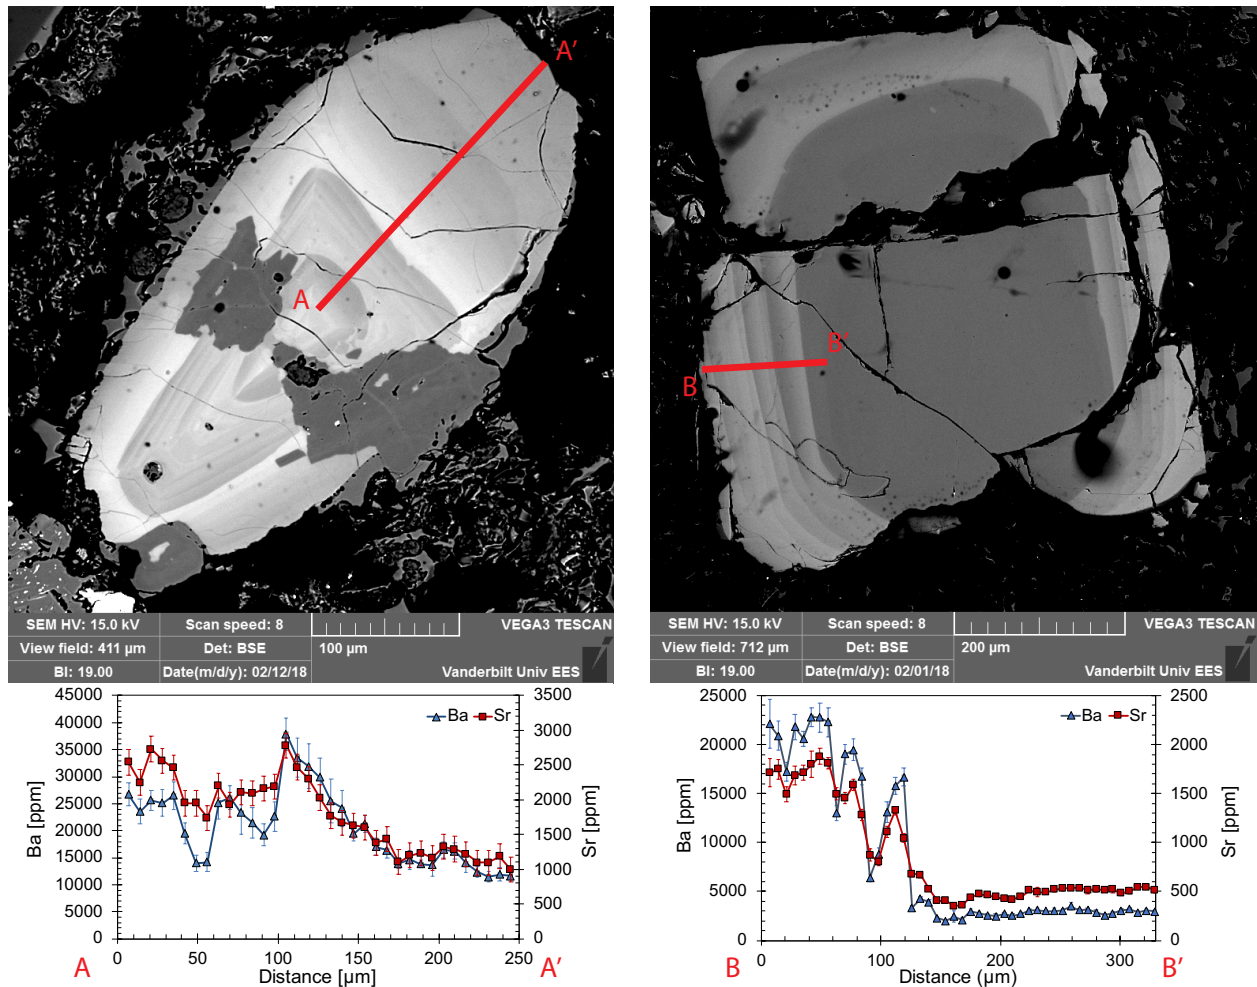 A'
A
B'
B
SEM HV: 15.0 kV
Scan speed: 8
VEGA3 TESCAN
View field: 411 µm
Det: BSE
100 µm
BI: 19.00
Date(m/d/y): 02/12/18
Vanderbilt Univ EES
SEM HV: 15.0 kV
Scan speed: 8
VEGA3 TESCAN
View field: 712 µm
Det: BSE
200 µm
BI: 19.00
Date(m/d/y): 02/01/18
Vanderbilt Univ EES
45000
40000
35000
30000
25000
20000
15000
10000
5000
0
Ba [ppm]
Ba
Sr
3500
3000
2500
2000
1500
1000
500
0
Sr [ppm]
0
50
100
150
200
250
A
Distance [µm]
A'
25000
20000
15000
10000
5000
0
Ba [ppm]
Ba
Sr
2500
2000
1500
1000
500
0
Sr [ppm]
0
100
200
300
B
Distance (µm)
B'